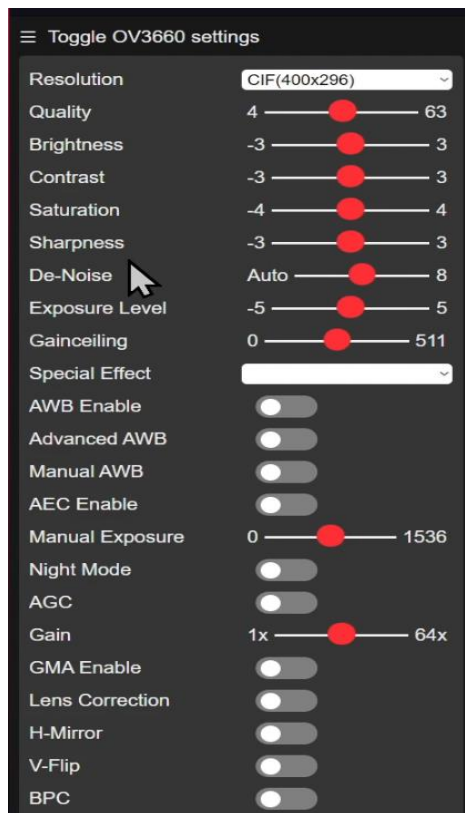 ☰ Toggle OV3660 settings
Resolution CIF(400x296)
Quality 4 63
Brightness -3 3
Contrast -3 3
Saturation -4 4
Sharpness -3 3
De-Noise Auto 8
Exposure Level -5 5
Gainceiling 0 511
Special Effect
AWB Enable
Advanced AWB
Manual AWB
AEC Enable
Manual Exposure 0 1536
Night Mode
AGC
Gain 1x 64x
GMA Enable
Lens Correction
H-Mirror
V-Flip
BPC